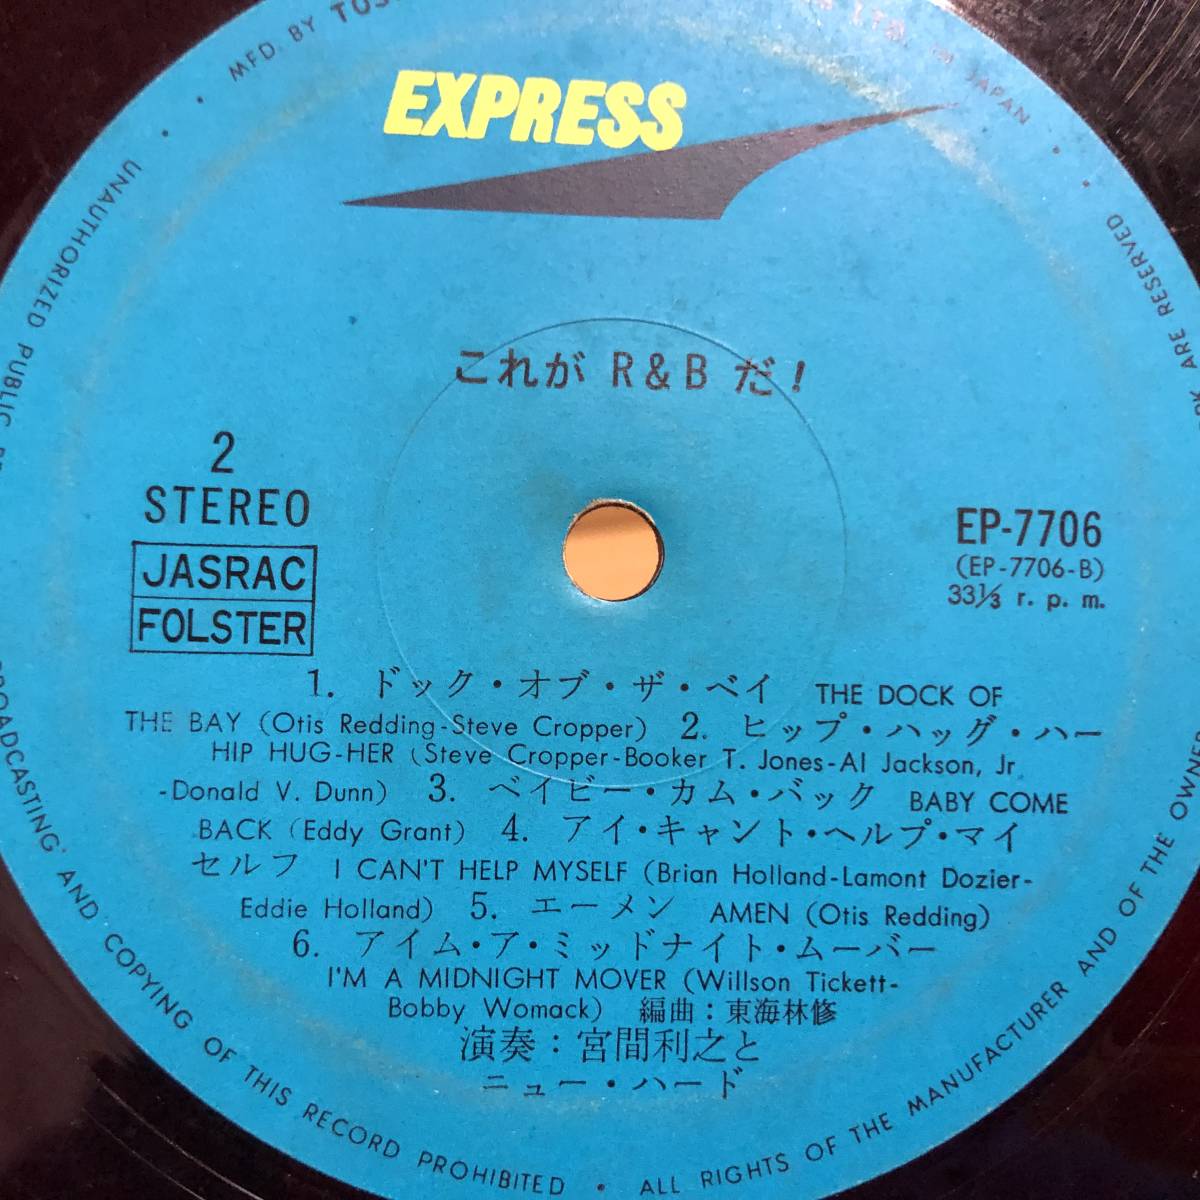 MFD. BY
JAPAN
EXPRESS
これが R&B だ!
2
STEREO
JASRAC
FOLSTER
EP-7706
(EP-7706-B)
33⅓ r. p. m.
1. ドック・オブ・ザ・ベイ THE DOCK OF
THE BAY (Otis Redding-Steve Cropper) 2. ヒップ・ハッグ・ハー
HIP HUG-HER (Steve Cropper-Booker T. Jones-Al Jackson, Jr
-Donald V. Dunn) 3. ベイビー・カム・バック BABY COME
BACK (Eddy Grant) 4. アイ・キャント・ヘルプ・マイ
セルフ I CAN'T HELP MYSELF (Brian Holland-Lamont Dozier-
Eddie Holland) 5. エーメン AMEN (Otis Redding)
6. アイム・ア・ミッドナイト・ムーバー
I'M A MIDNIGHT MOVER (Willson Tickett-
Bobby Womack) 編曲：東海林修
演奏：宮間利之と
ニュー・ハード
UNAUTHORIZED PUBLIC BROADCASTING AND COPYING OF THIS RECORD PROHIBITED • ALL RIGHTS OF THE MANUFACTURER AND OF THE OWNER ARE RESERVED